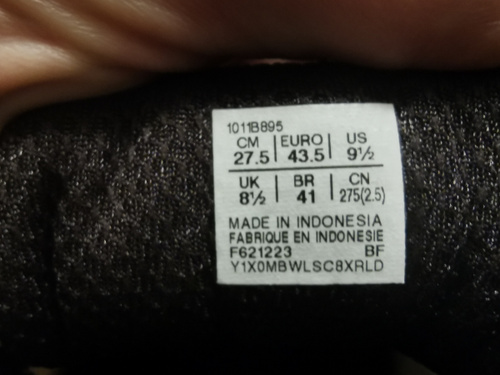 1011B895
CM | EURO | US
27.5 | 43.5 | 9½
UK | BR | CN
8½ | 41 | 275(2.5)
MADE IN INDONESIA
FABRIQUE EN INDONESIE
F621223 BF
Y1X0MBWLSC8XRLD